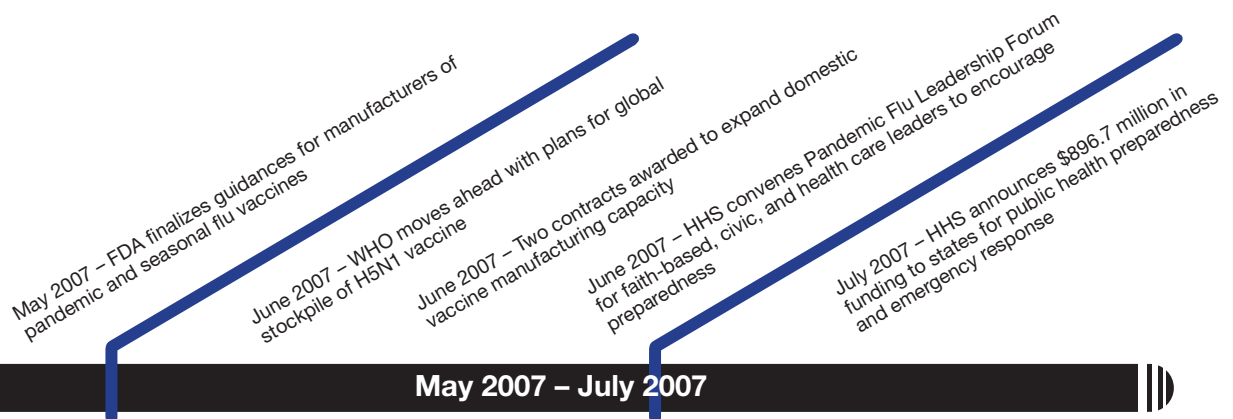 May 2007 – FDA finalizes guidances for manufacturers of
pandemic and seasonal flu vaccines
June 2007 – WHO moves ahead with plans for global
stockpile of H5N1 vaccine
June 2007 – Two contracts awarded to expand domestic
vaccine manufacturing capacity
June 2007 – HHS convenes Pandemic Flu Leadership Forum
for faith-based, civic, and health care leaders to encourage
preparedness
July 2007 – HHS announces $896.7 million in
funding to states for public health preparedness
and emergency response
May 2007 – July 2007